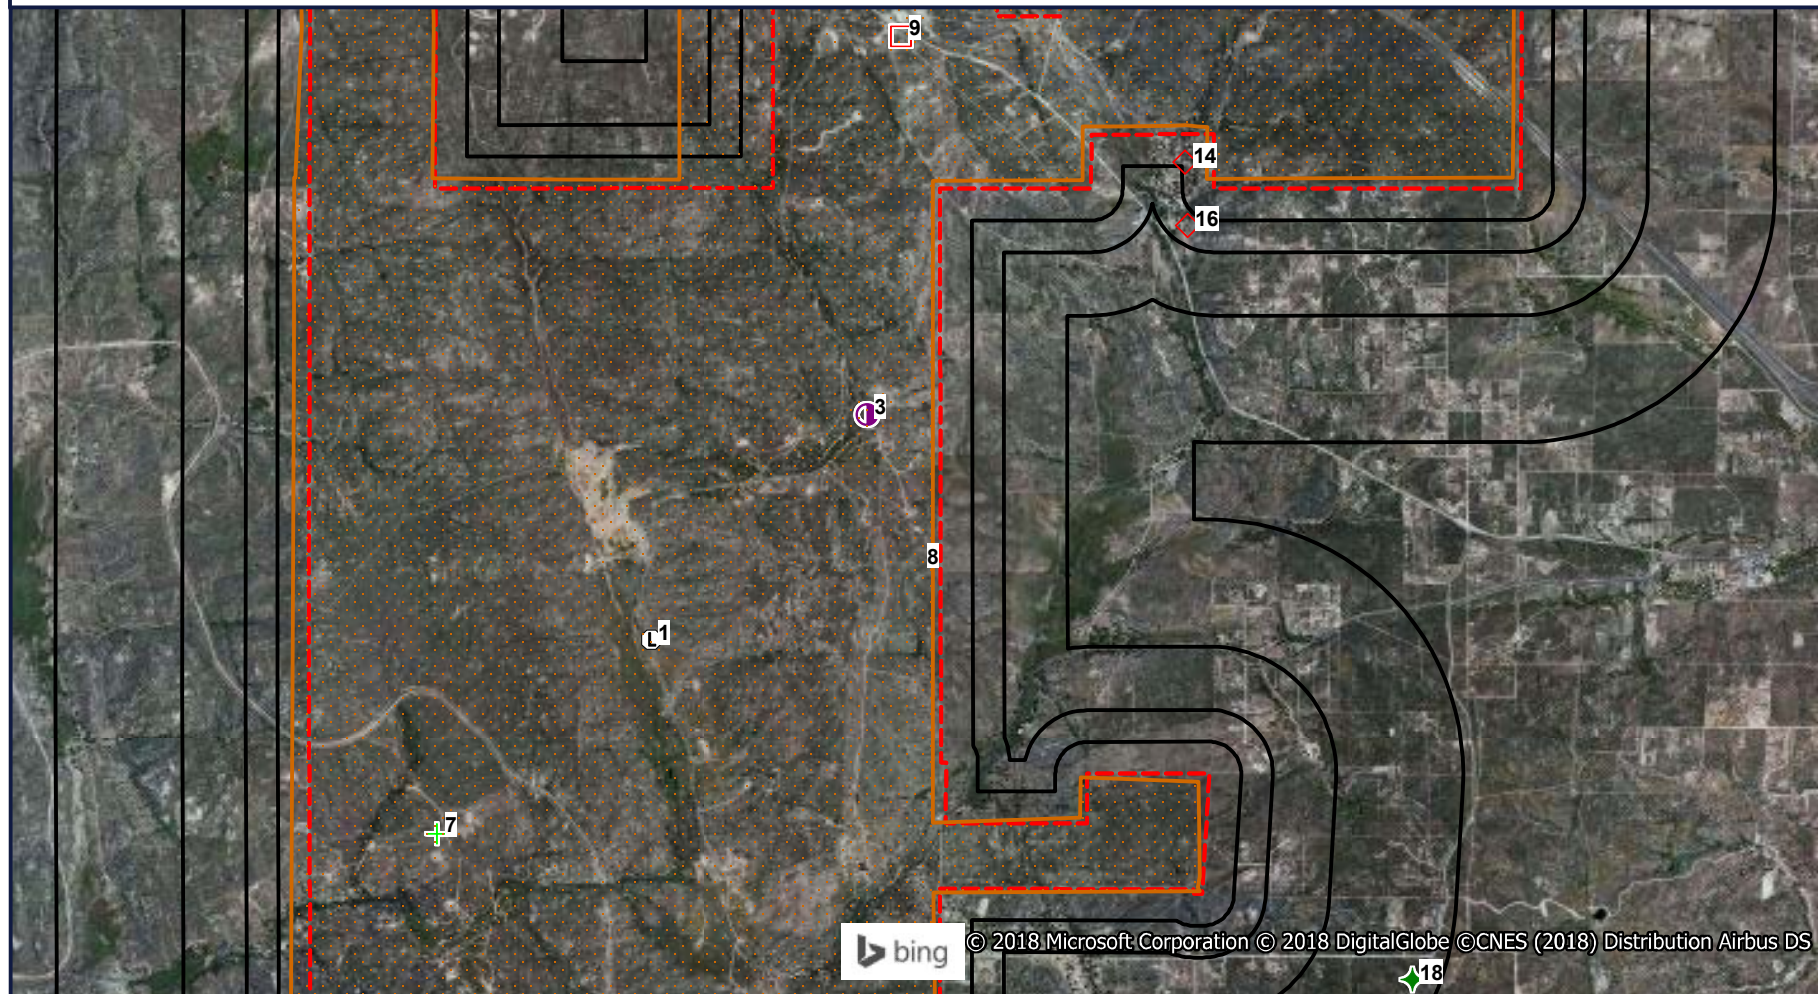 9
14
16
3
8
L 1
7
bing
© 2018 Microsoft Corporation © 2018 DigitalGlobe ©CNES (2018) Distribution Airbus DS
18